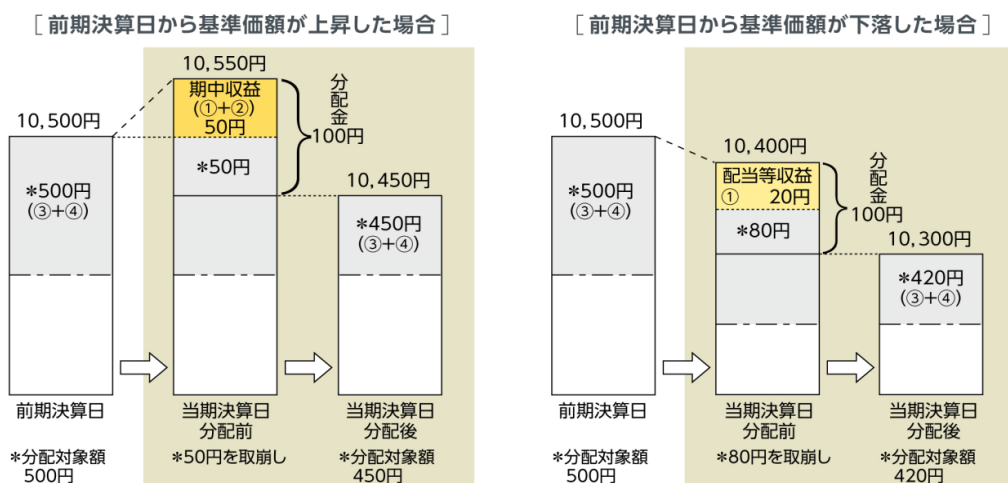 [前期決算日から基準価額が上昇した場合]
10,500円
*500円
(③+④)
前期決算日
*分配対象額
500円
10,550円
期中収益
(①+②)
50円
*50円
分配金
100円
当期決算日
分配前
*50円を取崩し
10,450円
*450円
(③+④)
当期決算日
分配後
*分配対象額
450円
[前期決算日から基準価額が下落した場合]
10,500円
*500円
(③+④)
前期決算日
*分配対象額
500円
10,400円
配当等収益
① 20円
*80円
分配金
100円
当期決算日
分配前
*80円を取崩し
10,300円
*420円
(③+④)
当期決算日
分配後
*分配対象額
420円